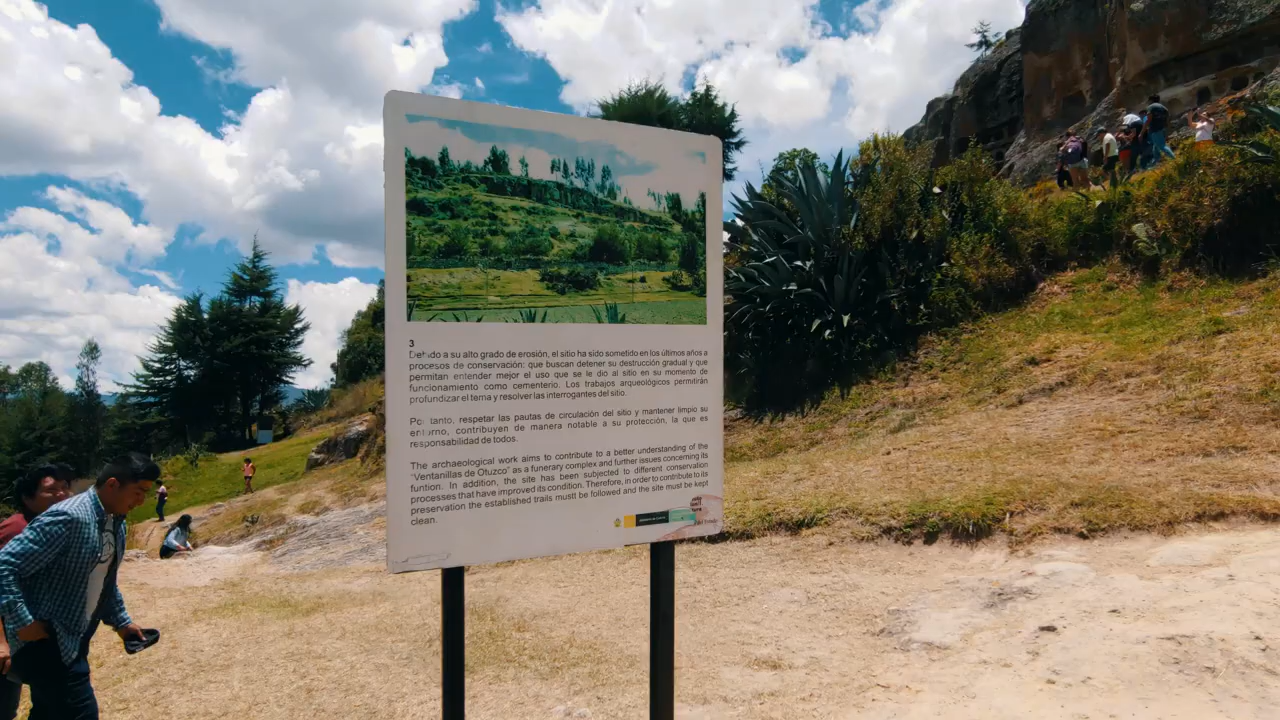 3
Debido a su alto grado de erosión, el sitio ha sido sometido en los últimos años a
procesos de conservación: que buscan detener su destrucción gradual y que
permitan entender mejor el uso que se le dio al sitio en su momento de
funcionamiento como cementerio. Los trabajos arqueológicos permitirán
profundizar el tema y resolver las interrogantes del sitio.
Por tanto, respetar las pautas de circulación del sitio y mantener limpio su
entorno, contribuyen de manera notable a su protección, la que es
responsabilidad de todos.
The archaeological work aims to contribute to a better understanding of the
"Ventanillas de Otuzco" as a funerary complex and further issues concerning its
funtion. In addition, the site has been subjected to different conservation
processes that have improved its condition. Therefore, in order to contribute to its
preservation the established trails must be followed and the site must be kept
clean.